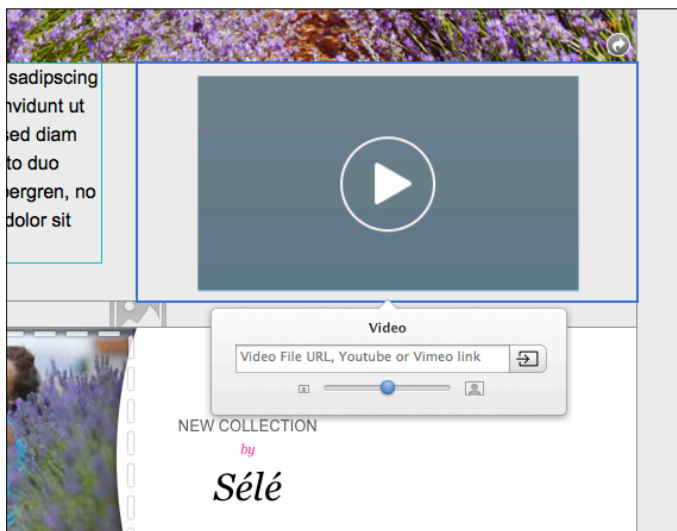 sadipscing
nvidunt ut
sed diam
to duo
bergren, no
dolor sit
Video
Video File URL, Youtube or Vimeo link
NEW COLLECTION
by
Sélé